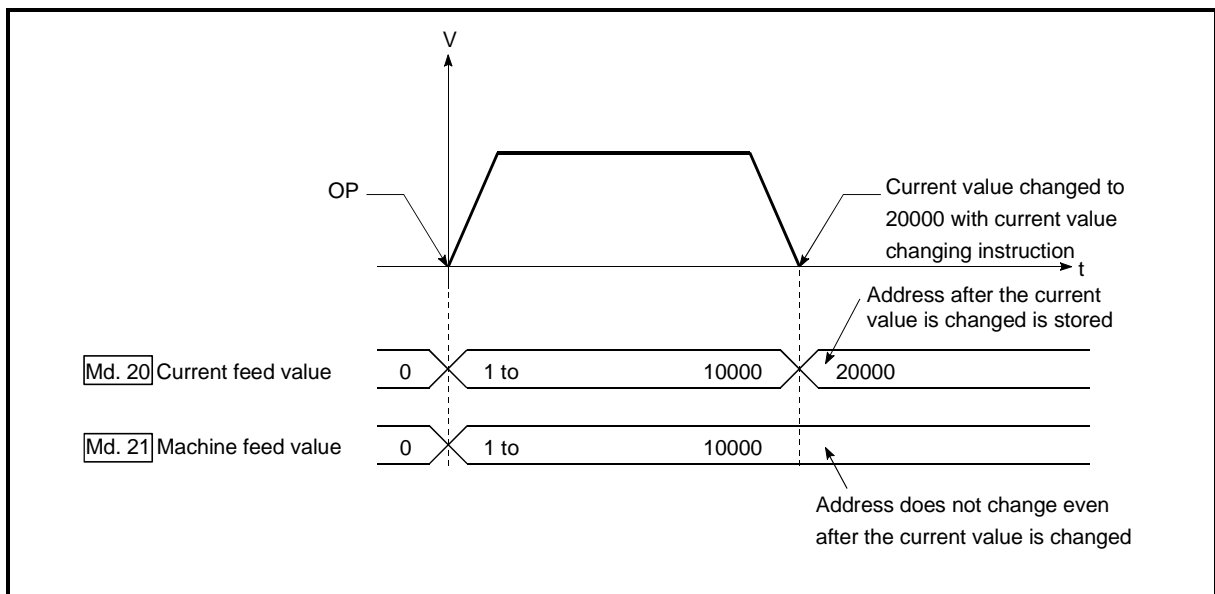 V
OP
Current value changed to
20000 with current value
changing instruction
t
Address after the current
value is changed is stored
Md. 20 Current feed value 0 1 to 10000 20000
Md. 21 Machine feed value 0 1 to 10000
Address does not change even
after the current value is changed